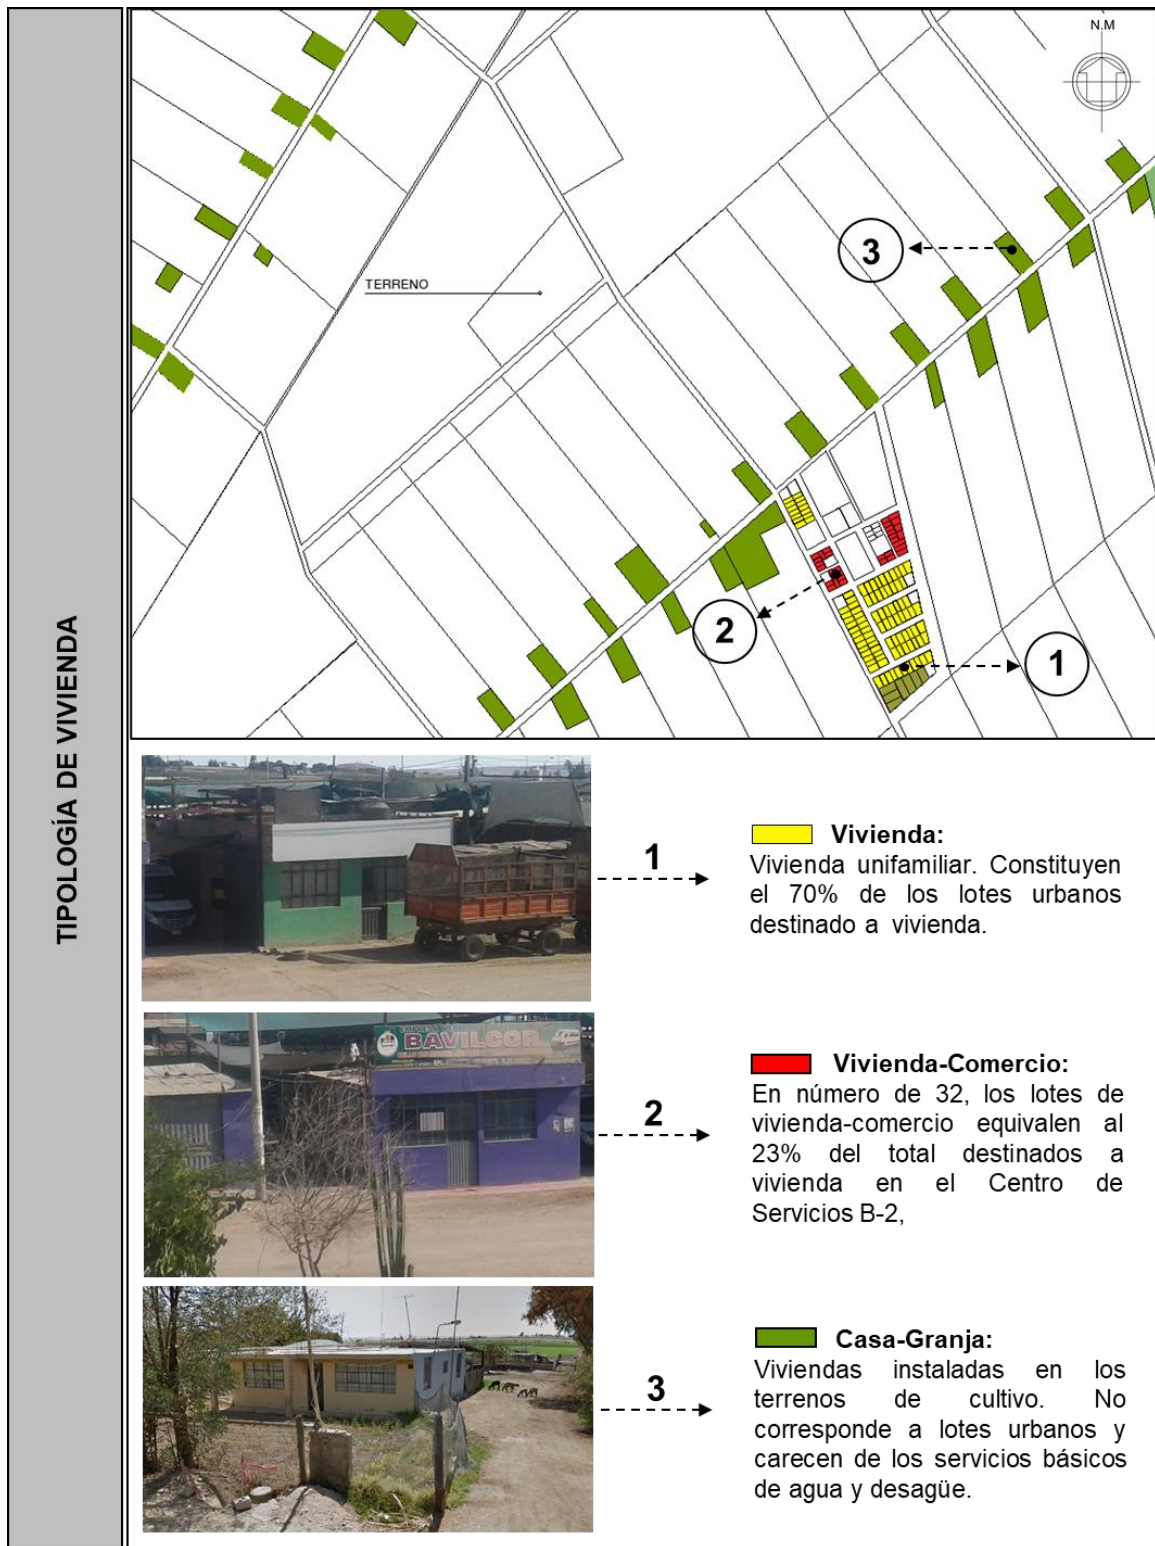 TIPOLOGÍA DE VIVIENDA
N.M
TERRENO
3
2
1
1
Vivienda:
Vivienda unifamiliar. Constituyen
el 70% de los lotes urbanos
destinado a vivienda.
BAVILCOR
2
Vivienda-Comercio:
En número de 32, los lotes de
vivienda-comercio equivalen al
23% del total destinados a
vivienda en el Centro de
Servicios B-2,
3
Casa-Granja:
Viviendas instaladas en los
terrenos de cultivo. No
corresponde a lotes urbanos y
carecen de los servicios básicos
de agua y desagüe.